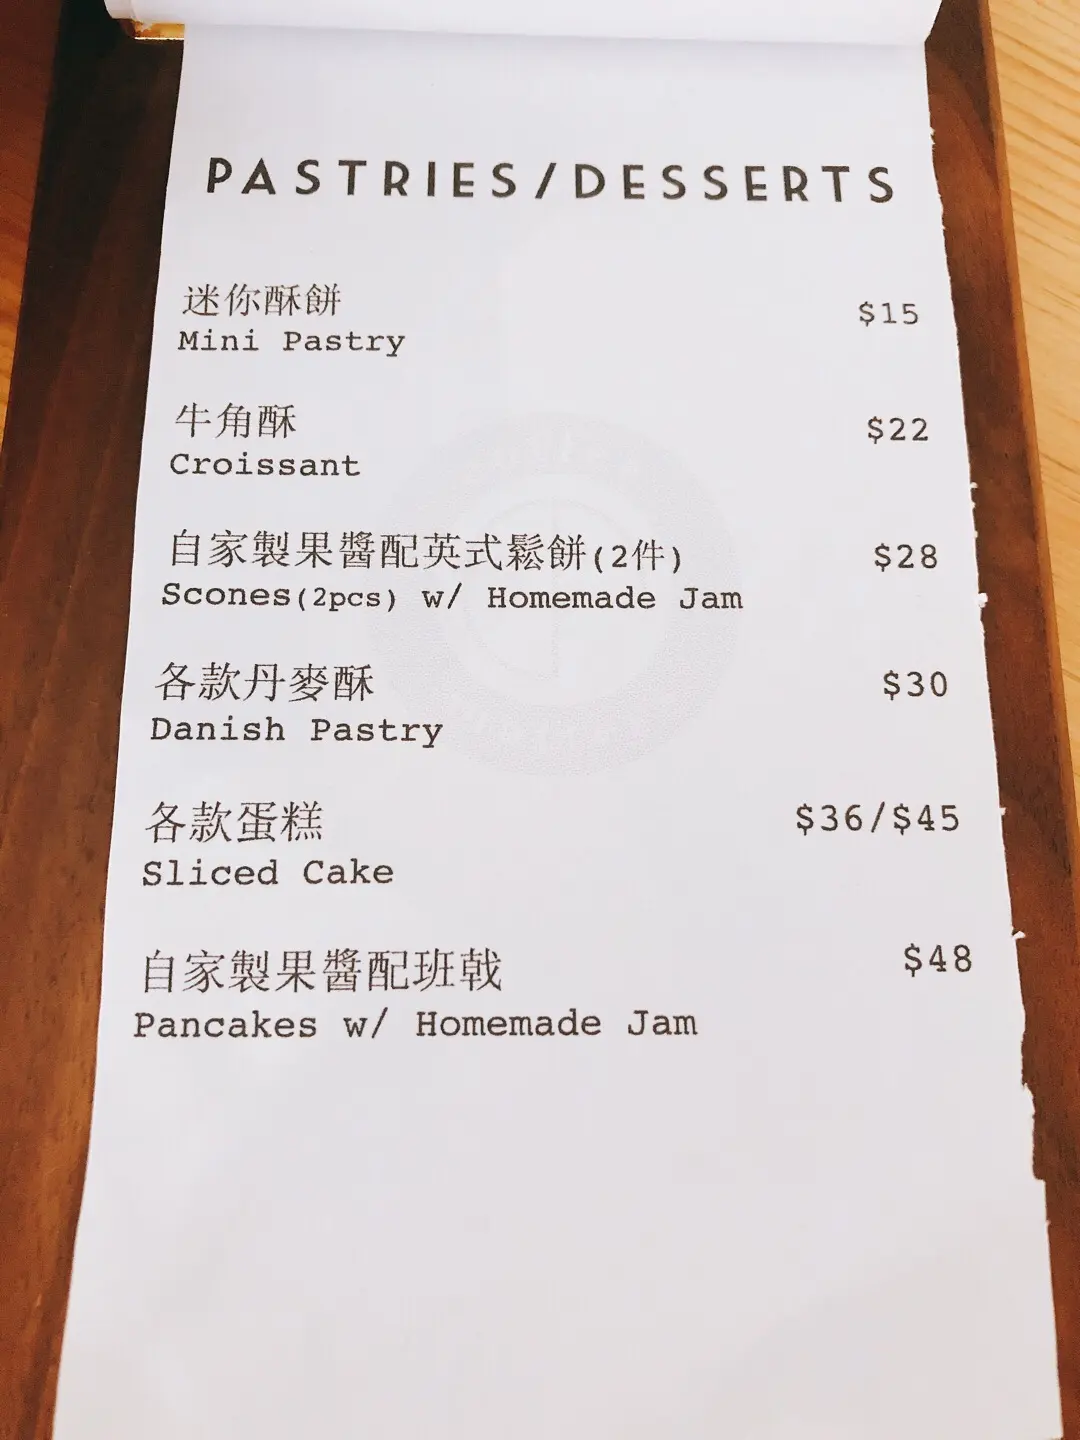 PASTRIES/DESSERTS
迷你酥餅
Mini Pastry
$15
牛角酥
Croissant
$22
自家製果醬配英式鬆餅(2件)
Scones(2pcs) w/ Homemade Jam
$28
各款丹麥酥
Danish Pastry
$30
各款蛋糕
Sliced Cake
$36/$45
自家製果醬配班戟
Pancakes w/ Homemade Jam
$48